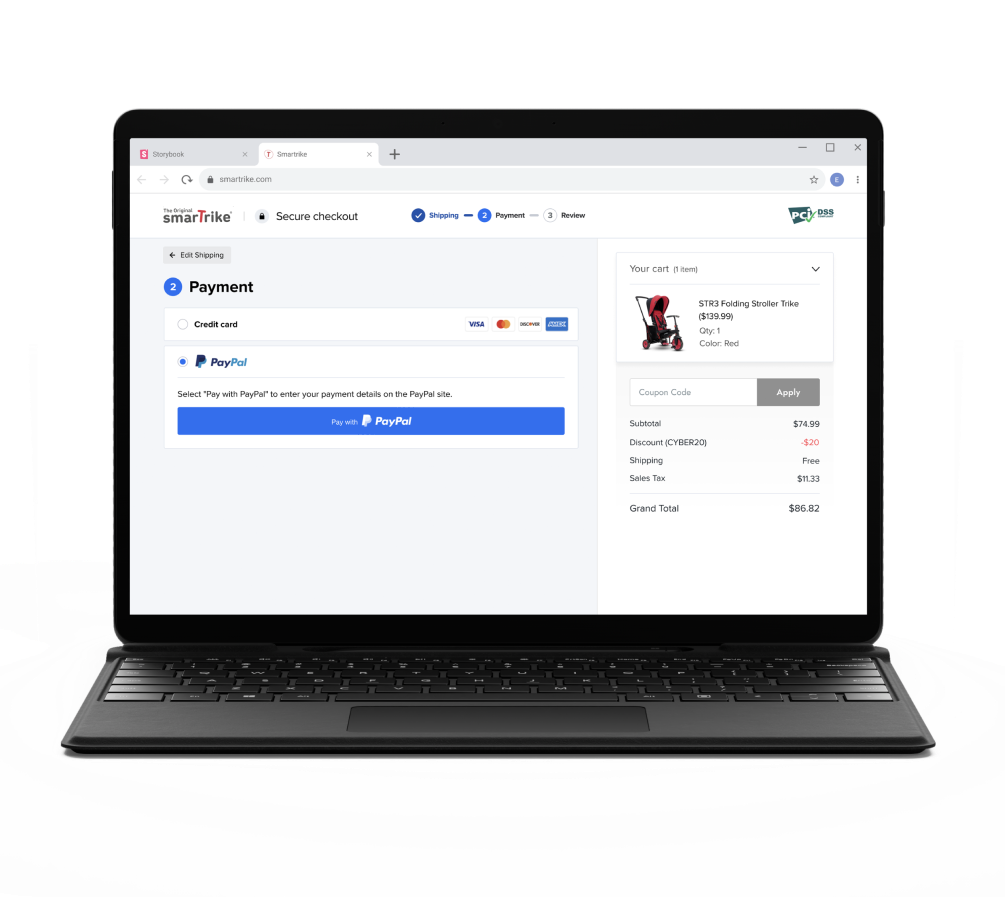 Storybook
Smartrike
smartrike.com
E
The Original
smarTrike
Secure checkout
Shipping
2
Payment
3
Review
PCI DSS
Edit Shipping
2 Payment
Credit card
VISA
DISCOVER
PayPal
Select "Pay with PayPal" to enter your payment details on the PayPal site.
Pay with PayPal
Your cart (1 item)
STR3 Folding Stroller Trike
($139.99)
Qty: 1
Color: Red
Coupon Code
Apply
Subtotal $74.99
Discount (CYBER20) -$20
Shipping Free
Sales Tax $11.33
Grand Total $86.82